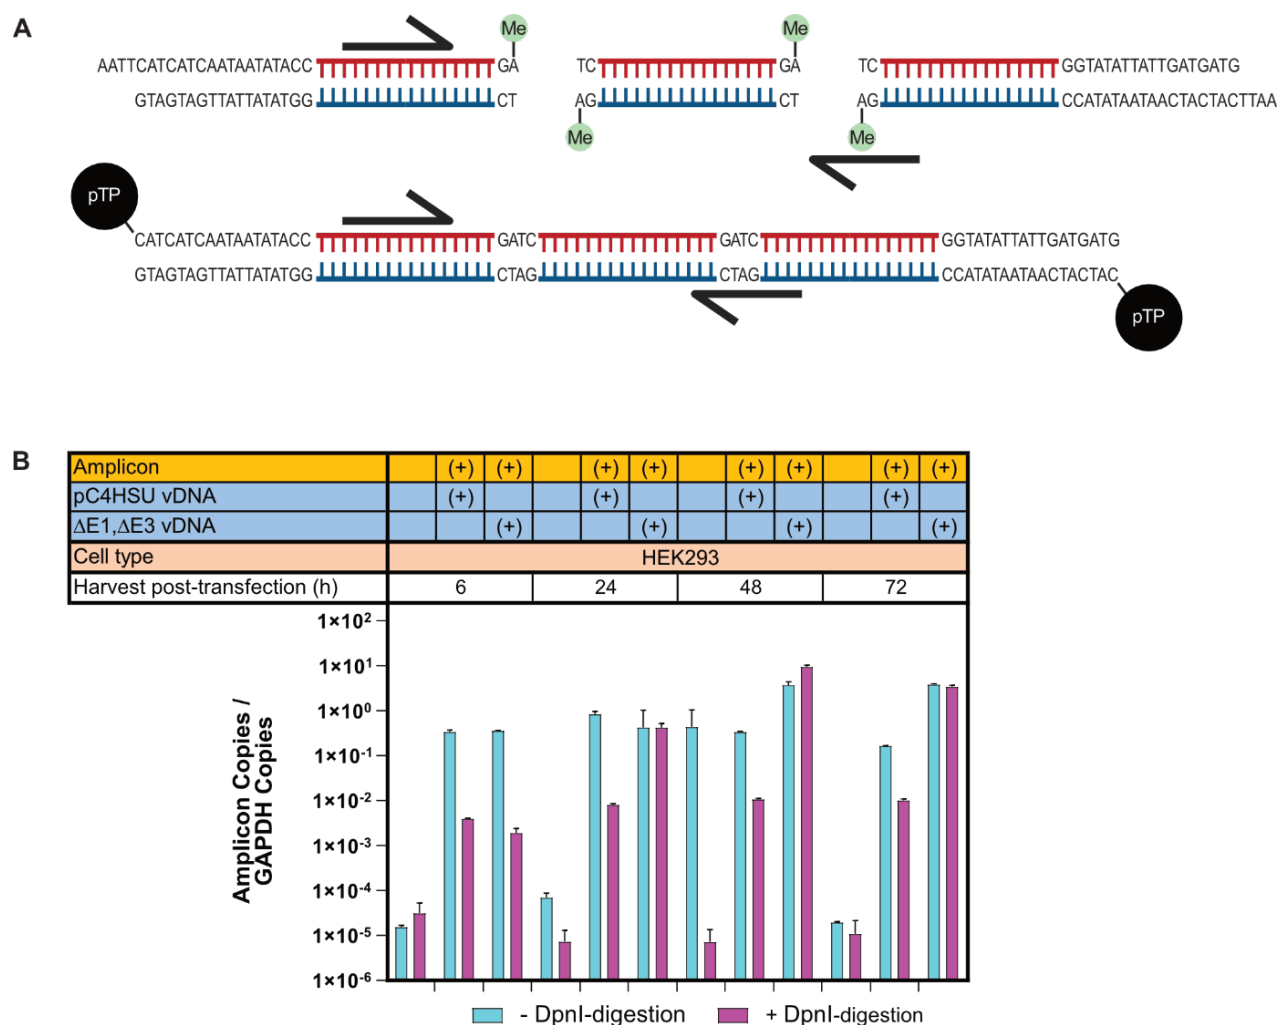 A
Me Me
AATTCATCATCAATAATATACC GA TC GA TC GGTATATTATTGATGATG
GTAGTAGTTATTATATGG CT AG CT AG CCATATAATAACTACTACTTAA
Me Me
pTP
CATCATCAATAATATACC GATC GATC GGTATATTATTGATGATG
GTAGTAGTTATTATATGG CTAG CTAG CCATATAATAACTACTAC
pTP
B
Amplicon (+) (+) (+) (+) (+) (+) (+) (+)
pC4HSU vDNA (+) (+) (+) (+)
ΔE1,ΔE3 vDNA (+) (+) (+) (+)
Cell type HEK293
Harvest post-transfection (h) 6 24 48 72
Amplicon Copies /
GAPDH Copies
1×10²
1×10¹
1×10⁰
1×10⁻¹
1×10⁻²
1×10⁻³
1×10⁻⁴
1×10⁻⁵
1×10⁻⁶
- DpnI-digestion + DpnI-digestion